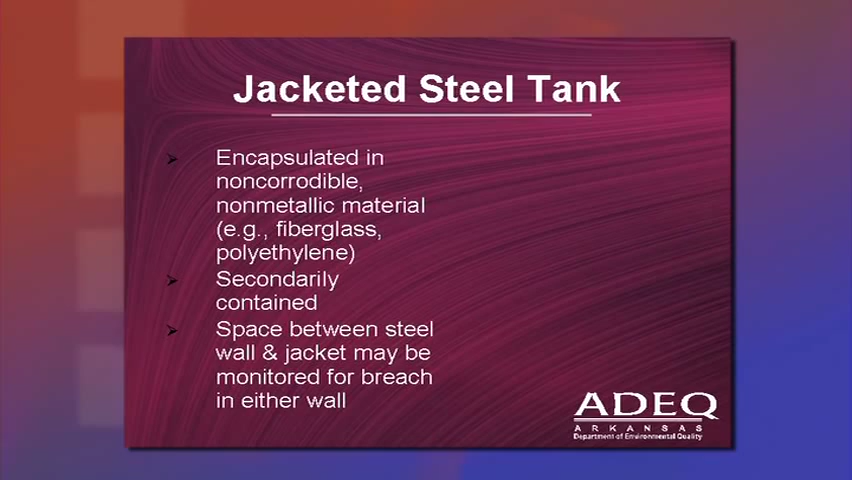 Jacketed Steel Tank
Encapsulated in
noncorrodible,
nonmetallic material
(e.g., fiberglass,
polyethylene)
Secondarily
contained
Space between steel
wall & jacket may be
monitored for breach
in either wall
ADEQ
ARKANSAS
Department of Environmental Quality